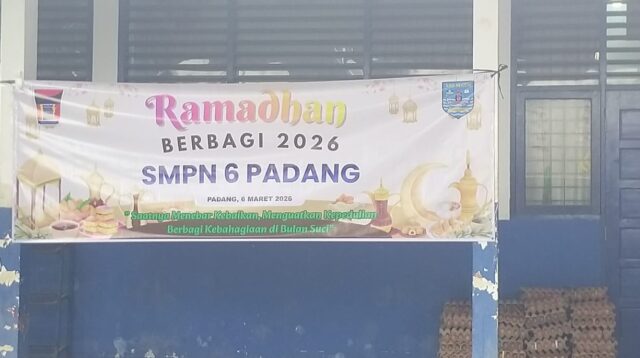 Ramadhan
BERBAGI 2026
SMPN 6 PADANG
PADANG, 6 MARET 2026
"Saatnya Menebar Kebaikan, Menguatkan Kepedulian
Berbagi Kebahagiaan di Bulan Suci"